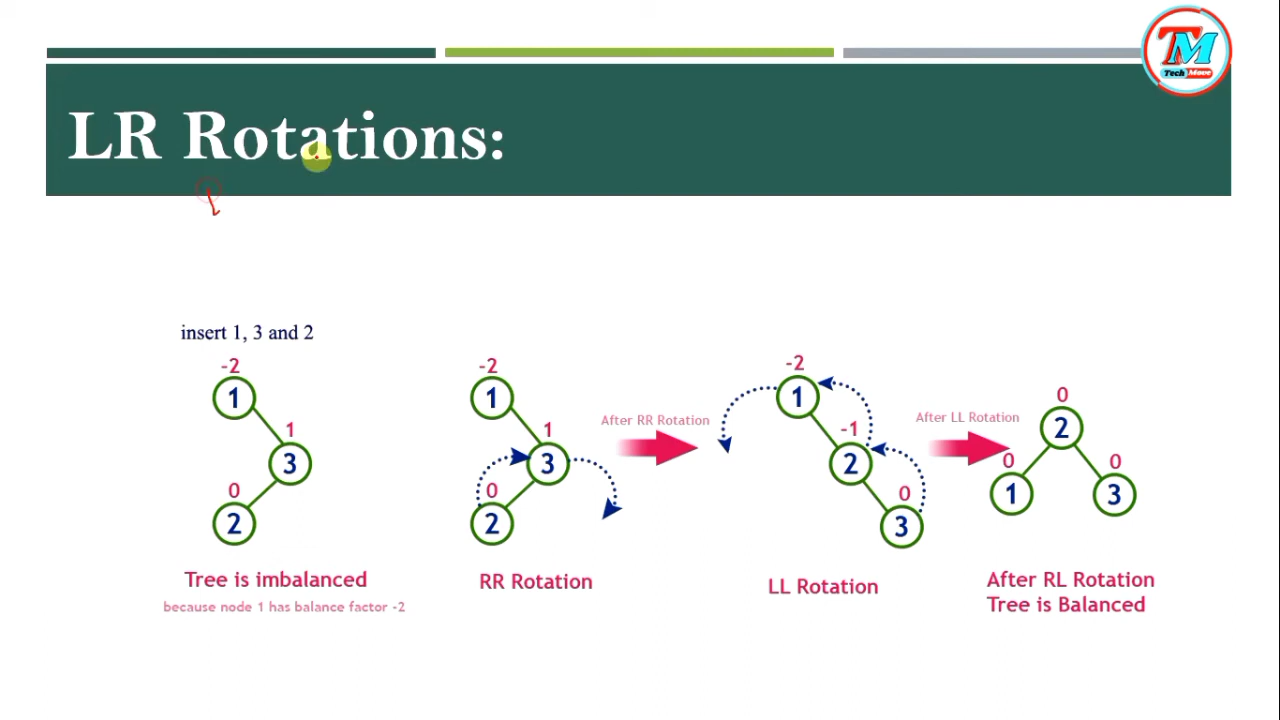 TM
Tech Move
LR Rotations:
insert 1, 3 and 2
-2
1
1
3
0
2
Tree is imbalanced
because node 1 has balance factor -2
-2
1
1
3
0
2
RR Rotation
After RR Rotation
-2
1
-1
2
0
3
LL Rotation
After LL Rotation
0
2
0
1
0
3
After RL Rotation
Tree is Balanced